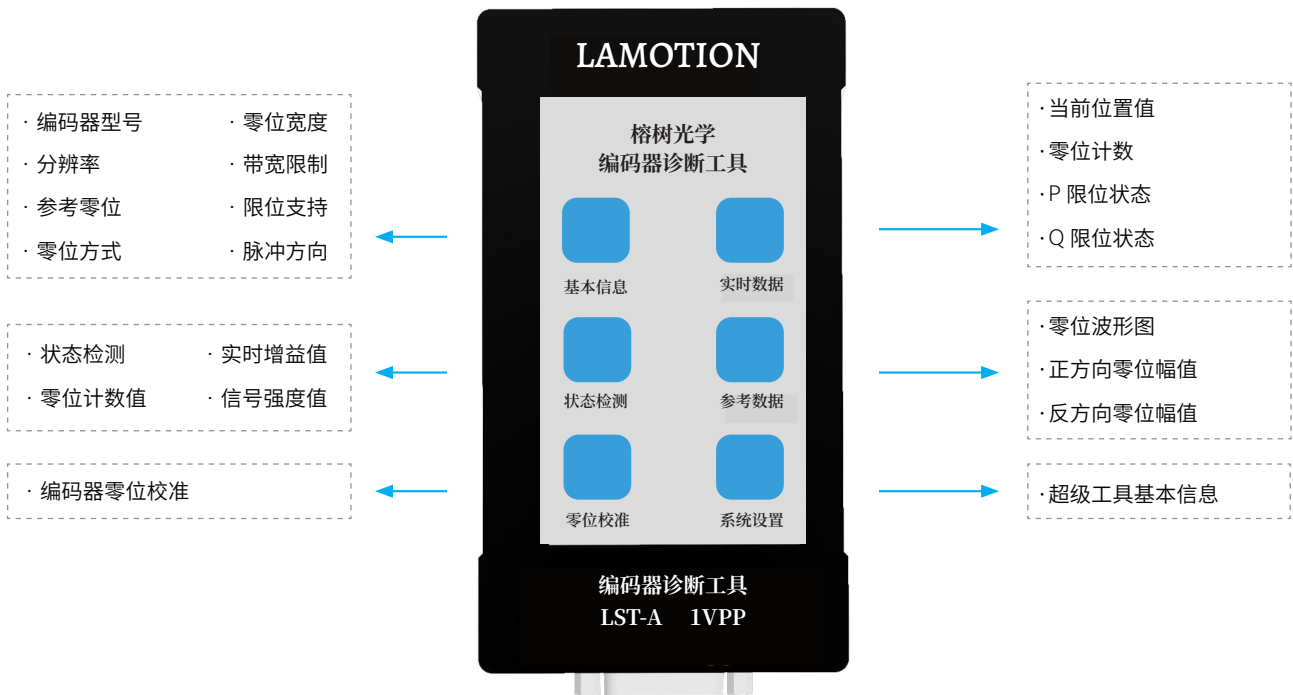 LAMOTION
榕树光学
编码器诊断工具
基本信息
实时数据
状态检测
参考数据
零位校准
系统设置
编码器诊断工具
LST-A 1VPP
· 编码器型号 · 零位宽度
· 分辨率 · 带宽限制
· 参考零位 · 限位支持
· 零位方式 · 脉冲方向
· 状态检测 · 实时增益值
· 零位计数值 · 信号强度值
· 编码器零位校准
·当前位置值
·零位计数
·P 限位状态
·Q 限位状态
·零位波形图
·正方向零位幅值
·反方向零位幅值
·超级工具基本信息